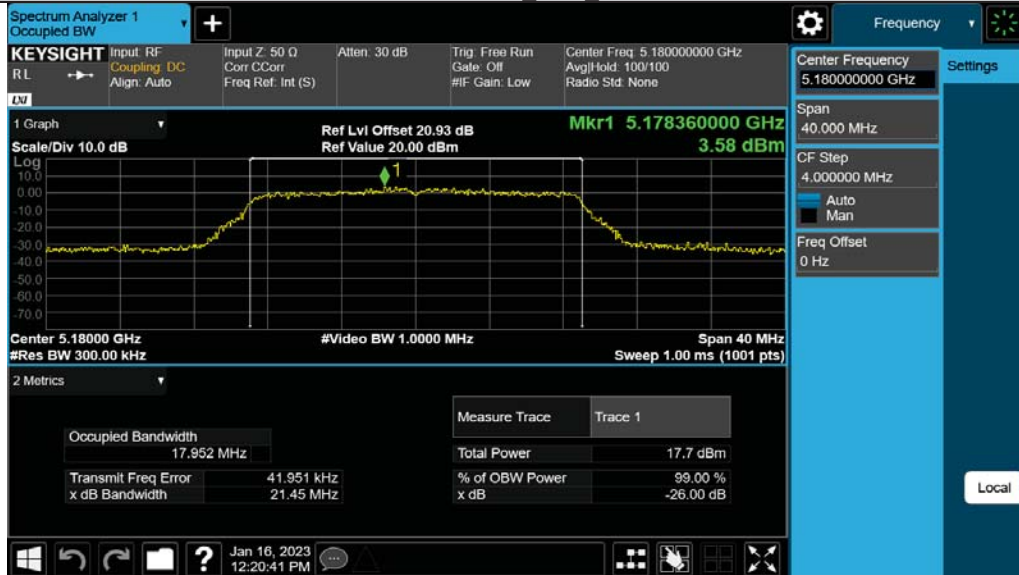 Spectrum Analyzer 1
Occupied BW
+
Frequency
KEYSIGHT
RL
LXI
Input: RF
Coupling: DC
Align: Auto
Input Z: 50 Ω
Corr CCorr
Freq Ref: Int (S)
Atten: 30 dB
Trig: Free Run
Gate: Off
#IF Gain: Low
Center Freq: 5.180000000 GHz
Avg|Hold: 100/100
Radio Std: None
Center Frequency
5.180000000 GHz
Settings
Span
40.000 MHz
CF Step
4.000000 MHz
Auto
Man
Freq Offset
0 Hz
1 Graph
Scale/Div 10.0 dB
Ref Lvl Offset 20.93 dB
Ref Value 20.00 dBm
Mkr1 5.178360000 GHz
3.58 dBm
Log
10.0
0.00
-10.0
-20.0
-30.0
-40.0
-50.0
-60.0
-70.0
1
Center 5.18000 GHz
#Res BW 300.00 kHz
#Video BW 1.0000 MHz
Span 40 MHz
Sweep 1.00 ms (1001 pts)
2 Metrics
Measure Trace Trace 1
Occupied Bandwidth
17.952 MHz
Total Power 17.7 dBm
Transmit Freq Error 41.951 kHz
% of OBW Power 99.00 %
x dB Bandwidth 21.45 MHz
x dB -26.00 dB
Local
?
Jan 16, 2023
12:20:41 PM